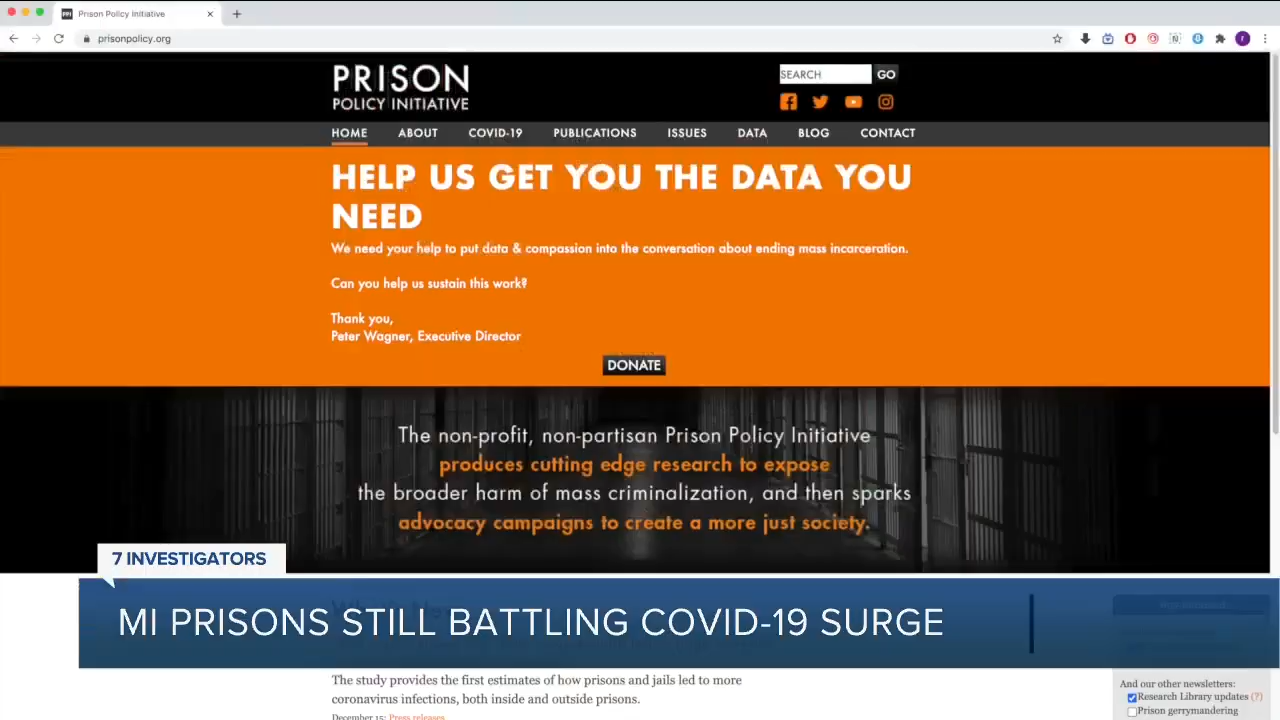 PPI Prison Policy Initiative
prisonpolicy.org
PRISON
POLICY INITIATIVE
SEARCH GO
HOME ABOUT COVID-19 PUBLICATIONS ISSUES DATA BLOG CONTACT
HELP US GET YOU THE DATA YOU
NEED
We need your help to put data & compassion into the conversation about ending mass incarceration.
Can you help us sustain this work?
Thank you,
Peter Wagner, Executive Director
DONATE
The non-profit, non-partisan Prison Policy Initiative
produces cutting edge research to expose
the broader harm of mass criminalization, and then sparks
advocacy campaigns to create a more just society.
7 INVESTIGATORS
MI PRISONS STILL BATTLING COVID-19 SURGE
The study provides the first estimates of how prisons and jails led to more
coronavirus infections, both inside and outside prisons.
December 15: Press releases
And our other newsletters:
Research Library updates (?)
Prison gerrymandering